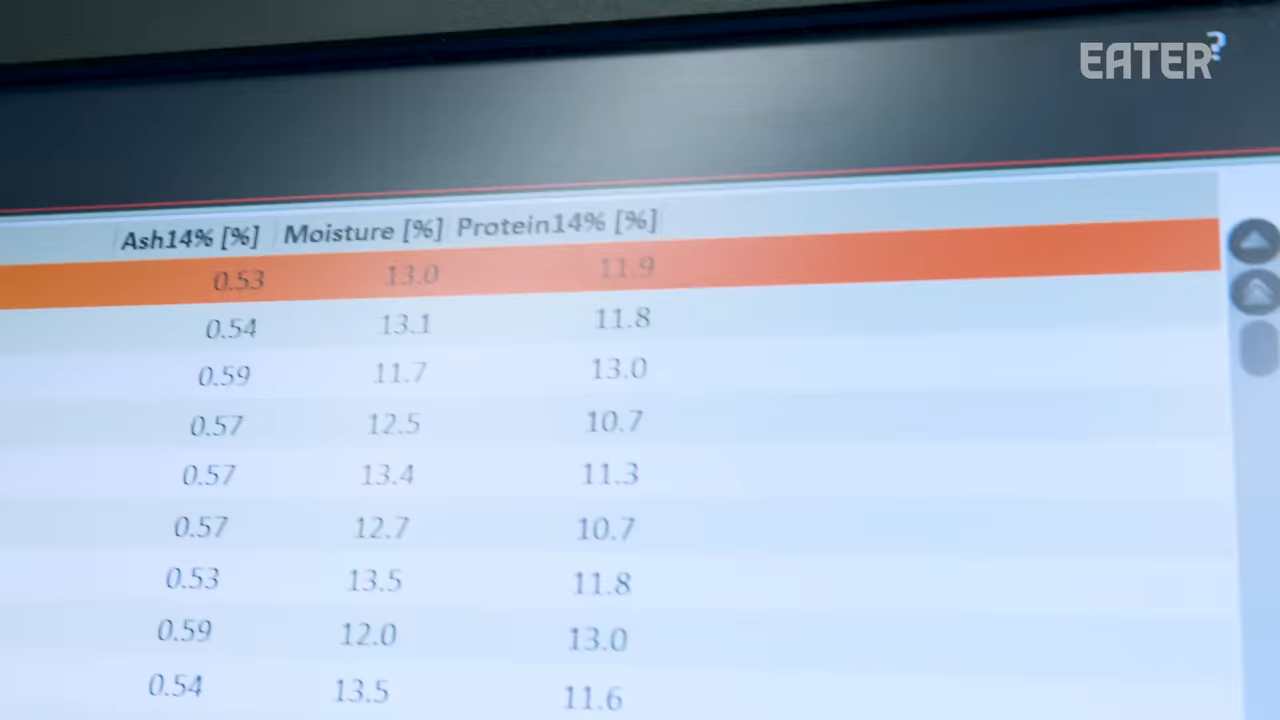 EATER
?
Ash14% [%] Moisture [%] Protein14% [%]
0.53 13.0 11.9
0.54 13.1 11.8
0.59 11.7 13.0
0.57 12.5 10.7
0.57 13.4 11.3
0.57 12.7 10.7
0.53 13.5 11.8
0.59 12.0 13.0
0.54 13.5 11.6